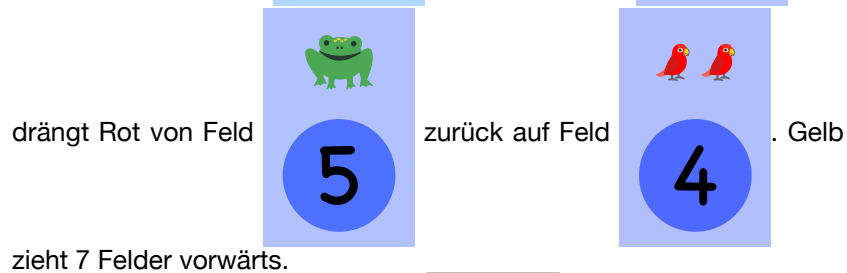 drängt Rot von Feld 5 zurück auf Feld 4. Gelb
zieht 7 Felder vorwärts.